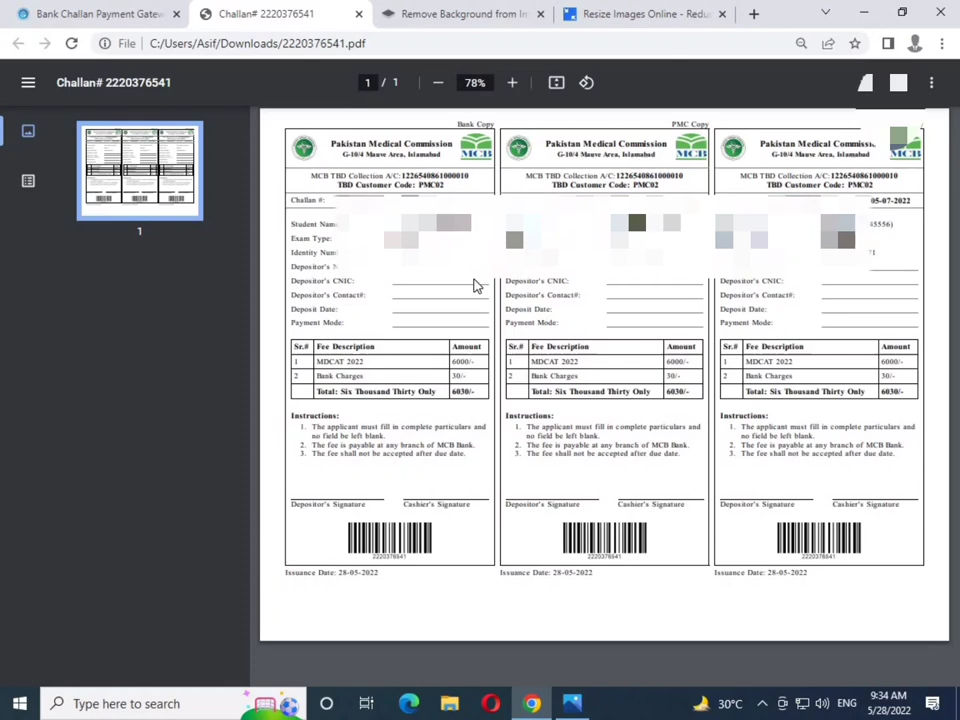 Bank Challan Payment Gatew
Challan# 2220376541
Remove Background from Im
Resize Images Online - Redu
File
C:/Users/Asif/Downloads/2220376541.pdf
Challan# 2220376541
1 / 1
78%
1
Bank Copy
Pakistan Medical Commission
G-10/4 Mauve Area, Islamabad
MCB
MCB TBD Collection A/C:1226540861000010
TBD Customer Code: PMC02
Challan #:
Student Nam
Exam Type:
Identity Num
Depositor's N
Depositor's CNIC:
Depositor's Contact#:
Deposit Date:
Payment Mode:
Sr.# Fee Description Amount
1 MDCAT 2022 6000/-
2 Bank Charges 30/-
Total: Six Thousand Thirty Only 6030/-
Instructions:
1. The applicant must fill in complete particulars and
no field be left blank.
2. The fee is payable at any branch of MCB Bank.
3. The fee shall not be accepted after due date.
Depositor's Signature Cashier's Signature
2220376541
Issuance Date: 28-05-2022
PMC Copy
Pakistan Medical Commission
G-10/4 Mauve Area, Islamabad
MCB
MCB TBD Collection A/C:1226540861000010
TBD Customer Code: PMC02
Depositor's CNIC:
Depositor's Contact#:
Deposit Date:
Payment Mode:
Sr.# Fee Description Amount
1 MDCAT 2022 6000/-
2 Bank Charges 30/-
Total: Six Thousand Thirty Only 6030/-
Instructions:
1. The applicant must fill in complete particulars and
no field be left blank.
2. The fee is payable at any branch of MCB Bank.
3. The fee shall not be accepted after due date.
Depositor's Signature Cashier's Signature
2220376541
Issuance Date: 28-05-2022
Pakistan Medical Commiss
G-10/4 Mauve Area, Islamabad
MCB
MCB TBD Collection A/C:1226540861000010
TBD Customer Code: PMC02
05-07-2022
45556)
71
Depositor's CNIC:
Depositor's Contact#:
Deposit Date:
Payment Mode:
Sr.# Fee Description Amount
1 MDCAT 2022 6000/-
2 Bank Charges 30/-
Total: Six Thousand Thirty Only 6030/-
Instructions:
1. The applicant must fill in complete particulars and
no field be left blank.
2. The fee is payable at any branch of MCB Bank.
3. The fee shall not be accepted after due date.
Depositor's Signature Cashier's Signature
2220376541
Issuance Date: 28-05-2022
Type here to search
30°C
ENG
9:34 AM
5/28/2022